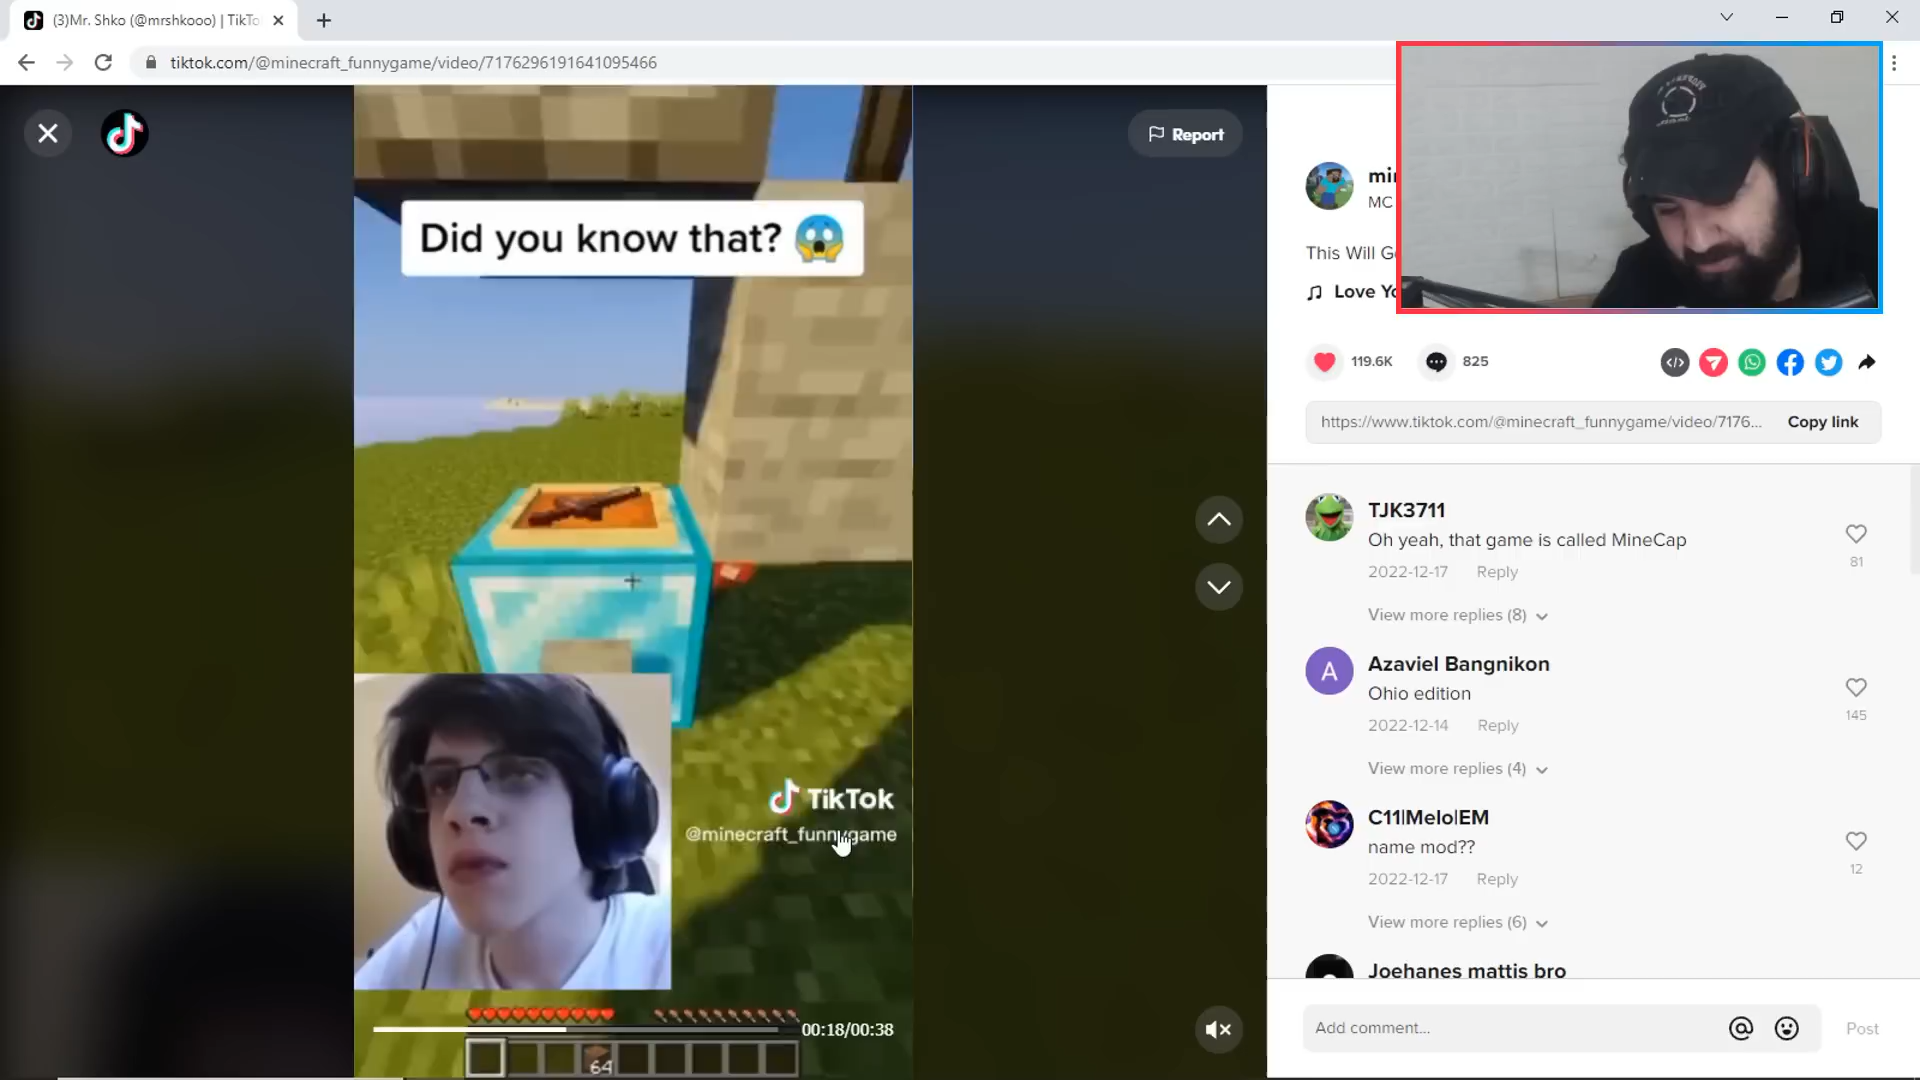 (3)Mr. Shko (@mrshkooo) | TikTo
tiktok.com/@minecraft_funnygame/video/7176296191641095466
Report
Did you know that? 😱
TikTok
@minecraft_funnygame
00:18/00:38
64
min
MC
This Will Ge
Love Yo
119.6K
825
https://www.tiktok.com/@minecraft_funnygame/video/7176...
Copy link
TJK3711
Oh yeah, that game is called MineCap
81
2022-12-17 Reply
View more replies (8)
A
Azaviel Bangnikon
Ohio edition
145
2022-12-14 Reply
View more replies (4)
C11|Melo|EM
name mod??
12
2022-12-17 Reply
View more replies (6)
Joehanes mattis bro
Add comment...
Post